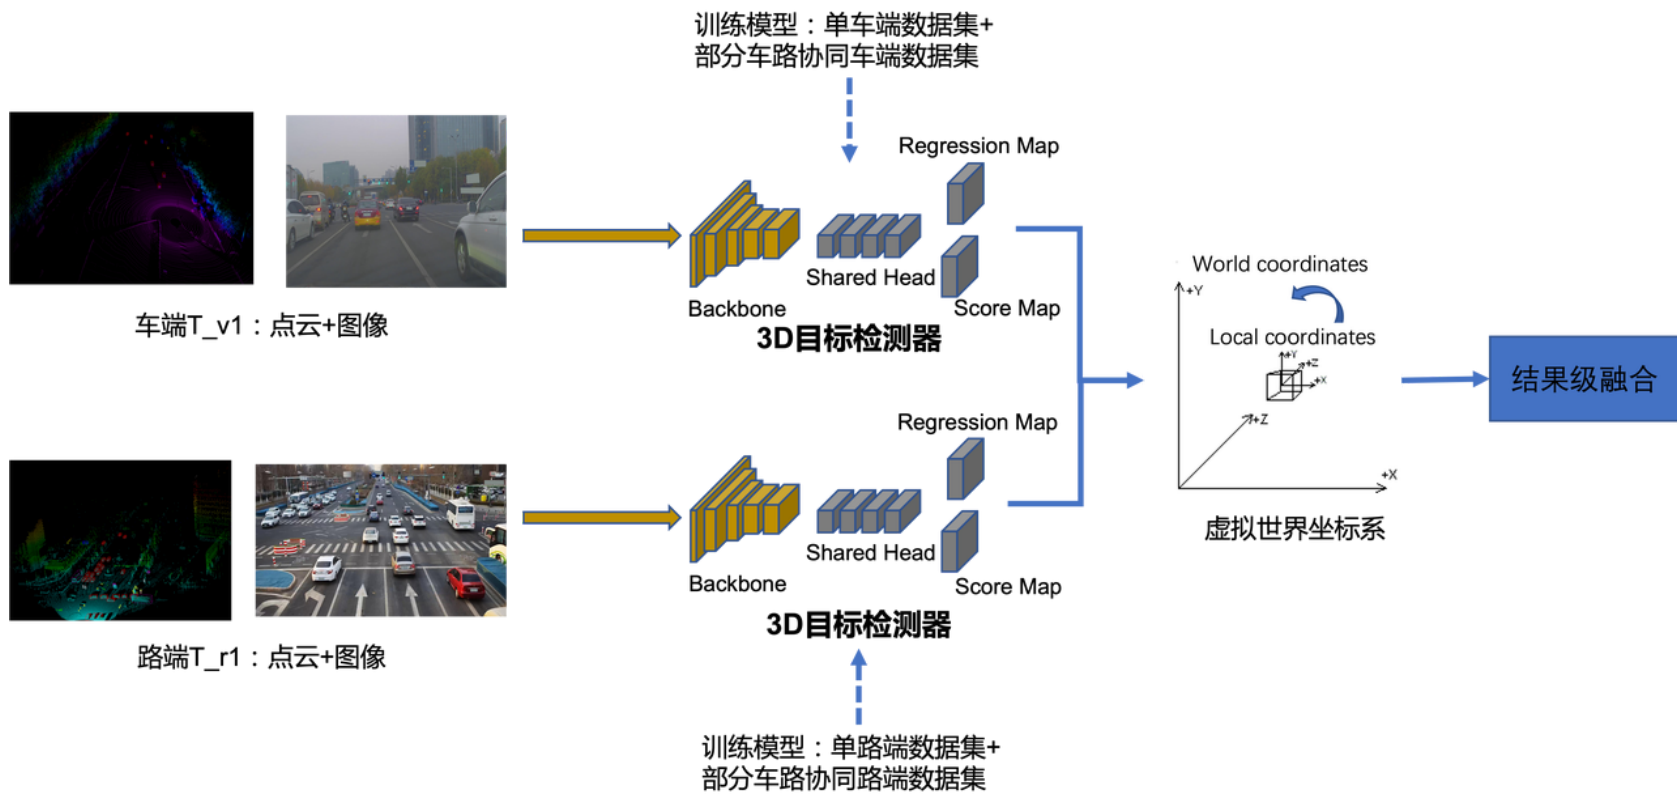 训练模型：单车端数据集+
部分车路协同车端数据集
Regression Map
Shared Head
Backbone
Score Map
3D目标检测器
车端T_v1：点云+图像
World coordinates
+Y
Local coordinates
+Y
+Z
+X
+Z
+X
虚拟世界坐标系
结果级融合
Regression Map
Shared Head
Backbone
Score Map
3D目标检测器
路端T_r1：点云+图像
训练模型：单路端数据集+
部分车路协同路端数据集